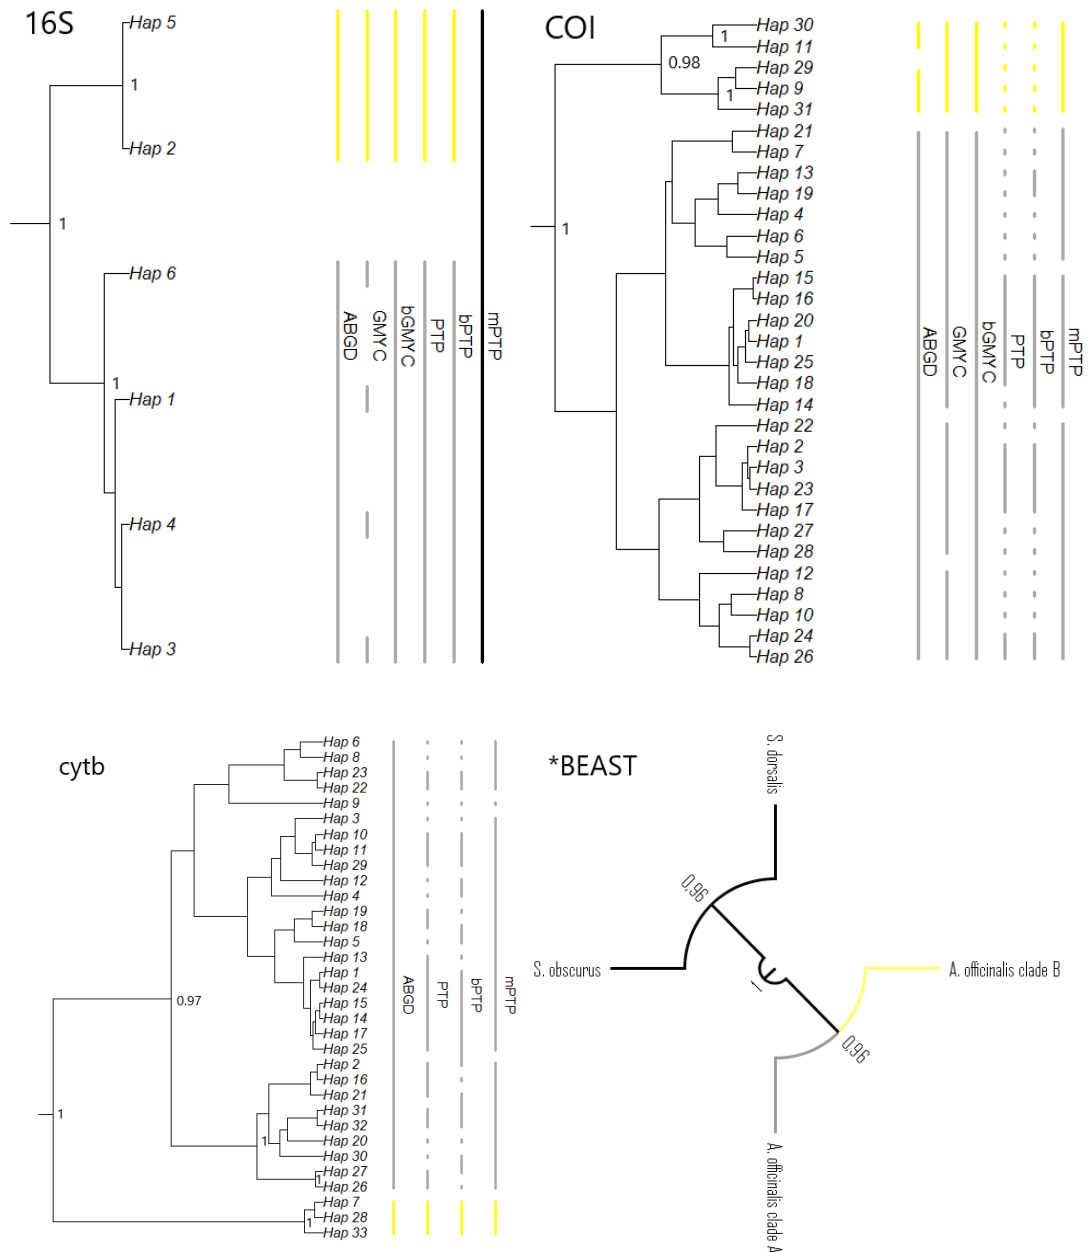 16S
Hap 5
1
Hap 2
1
Hap 6
1
Hap 1
Hap 4
Hap 3
ABGD
GMYC
bGMYC
PTP
bPTP
mPTP
COI
Hap 30
1
Hap 11
0.98
Hap 29
Hap 9
1
Hap 31
Hap 21
Hap 7
Hap 13
Hap 19
Hap 4
1
Hap 6
Hap 5
Hap 15
Hap 16
Hap 20
Hap 1
Hap 25
Hap 18
Hap 14
Hap 22
Hap 2
Hap 3
Hap 23
Hap 17
Hap 27
Hap 28
Hap 12
Hap 8
Hap 10
Hap 24
Hap 26
ABGD
GMYC
bGMYC
PTP
bPTP
mPTP
cytb
Hap 6
Hap 8
Hap 23
Hap 22
Hap 9
Hap 3
Hap 10
Hap 11
Hap 29
Hap 12
Hap 4
Hap 19
Hap 18
Hap 5
Hap 13
Hap 1
Hap 24
0.97
Hap 15
Hap 14
Hap 17
Hap 25
Hap 2
Hap 16
Hap 21
Hap 31
1
Hap 32
1
Hap 20
Hap 30
Hap 27
1
Hap 26
Hap 7
Hap 28
1
Hap 33
ABGD
PTP
bPTP
mPTP
*BEAST
S. dorsalis
0,96
S. obscurus
A. officinalis clade B
1
0,96
A. officinalis clade A